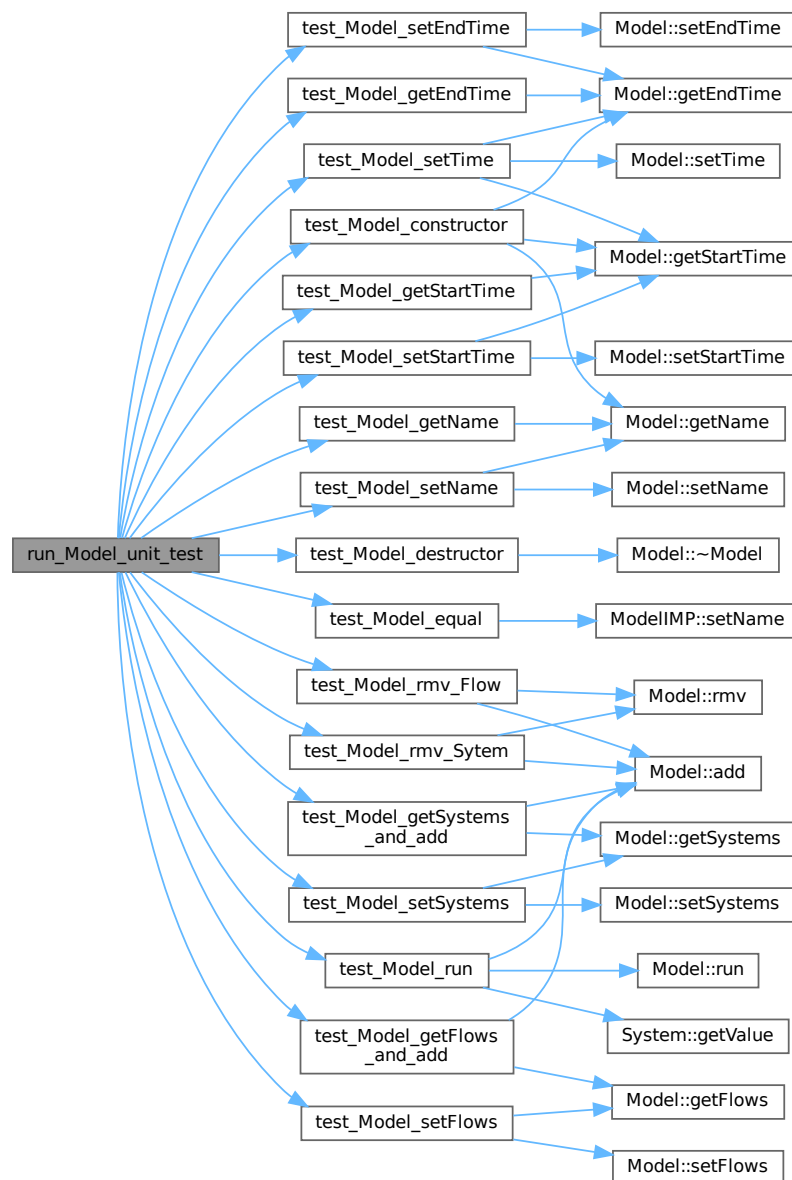 test_Model_setEndTime
Model::setEndTime
test_Model_getEndTime
Model::getEndTime
test_Model_setTime
Model::setTime
test_Model_constructor
Model::getStartTime
test_Model_getStartTime
test_Model_setStartTime
Model::setStartTime
test_Model_getName
Model::getName
test_Model_setName
Model::setName
run_Model_unit_test
test_Model_destructor
Model::~Model
test_Model_equal
ModelIMP::setName
test_Model_rmv_Flow
Model::rmv
test_Model_rmv_Sytem
Model::add
test_Model_getSystems
_and_add
Model::getSystems
test_Model_setSystems
Model::setSystems
test_Model_run
Model::run
test_Model_getFlows
_and_add
System::getValue
Model::getFlows
test_Model_setFlows
Model::setFlows